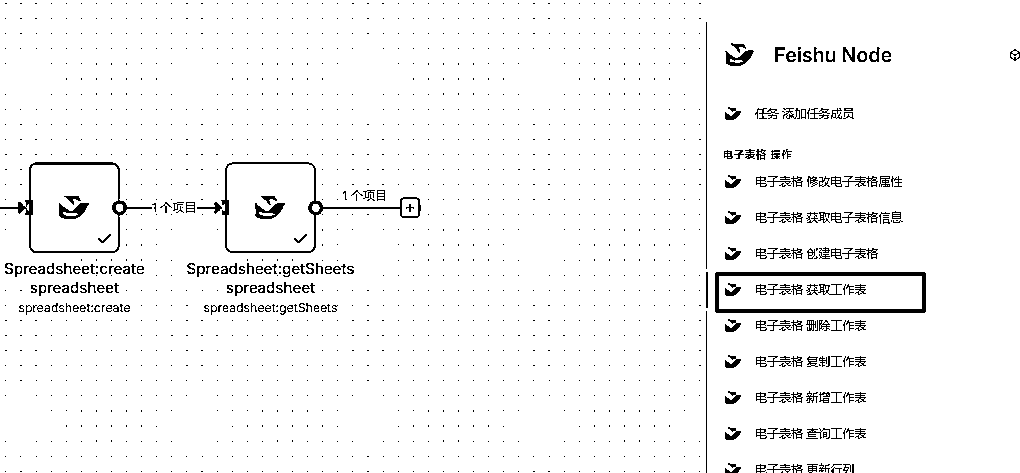 1 个项目
1 个项目
Spreadsheet:create
spreadsheet
spreadsheet:create
Spreadsheet:getSheets
spreadsheet
spreadsheet:getSheets
Feishu Node
任务 添加任务成员
电子表格 操作
电子表格 修改电子表格属性
电子表格 获取电子表格信息
电子表格 创建电子表格
电子表格 获取工作表
电子表格 删除工作表
电子表格 复制工作表
电子表格 新增工作表
电子表格 查询工作表
电子表格 更新行列